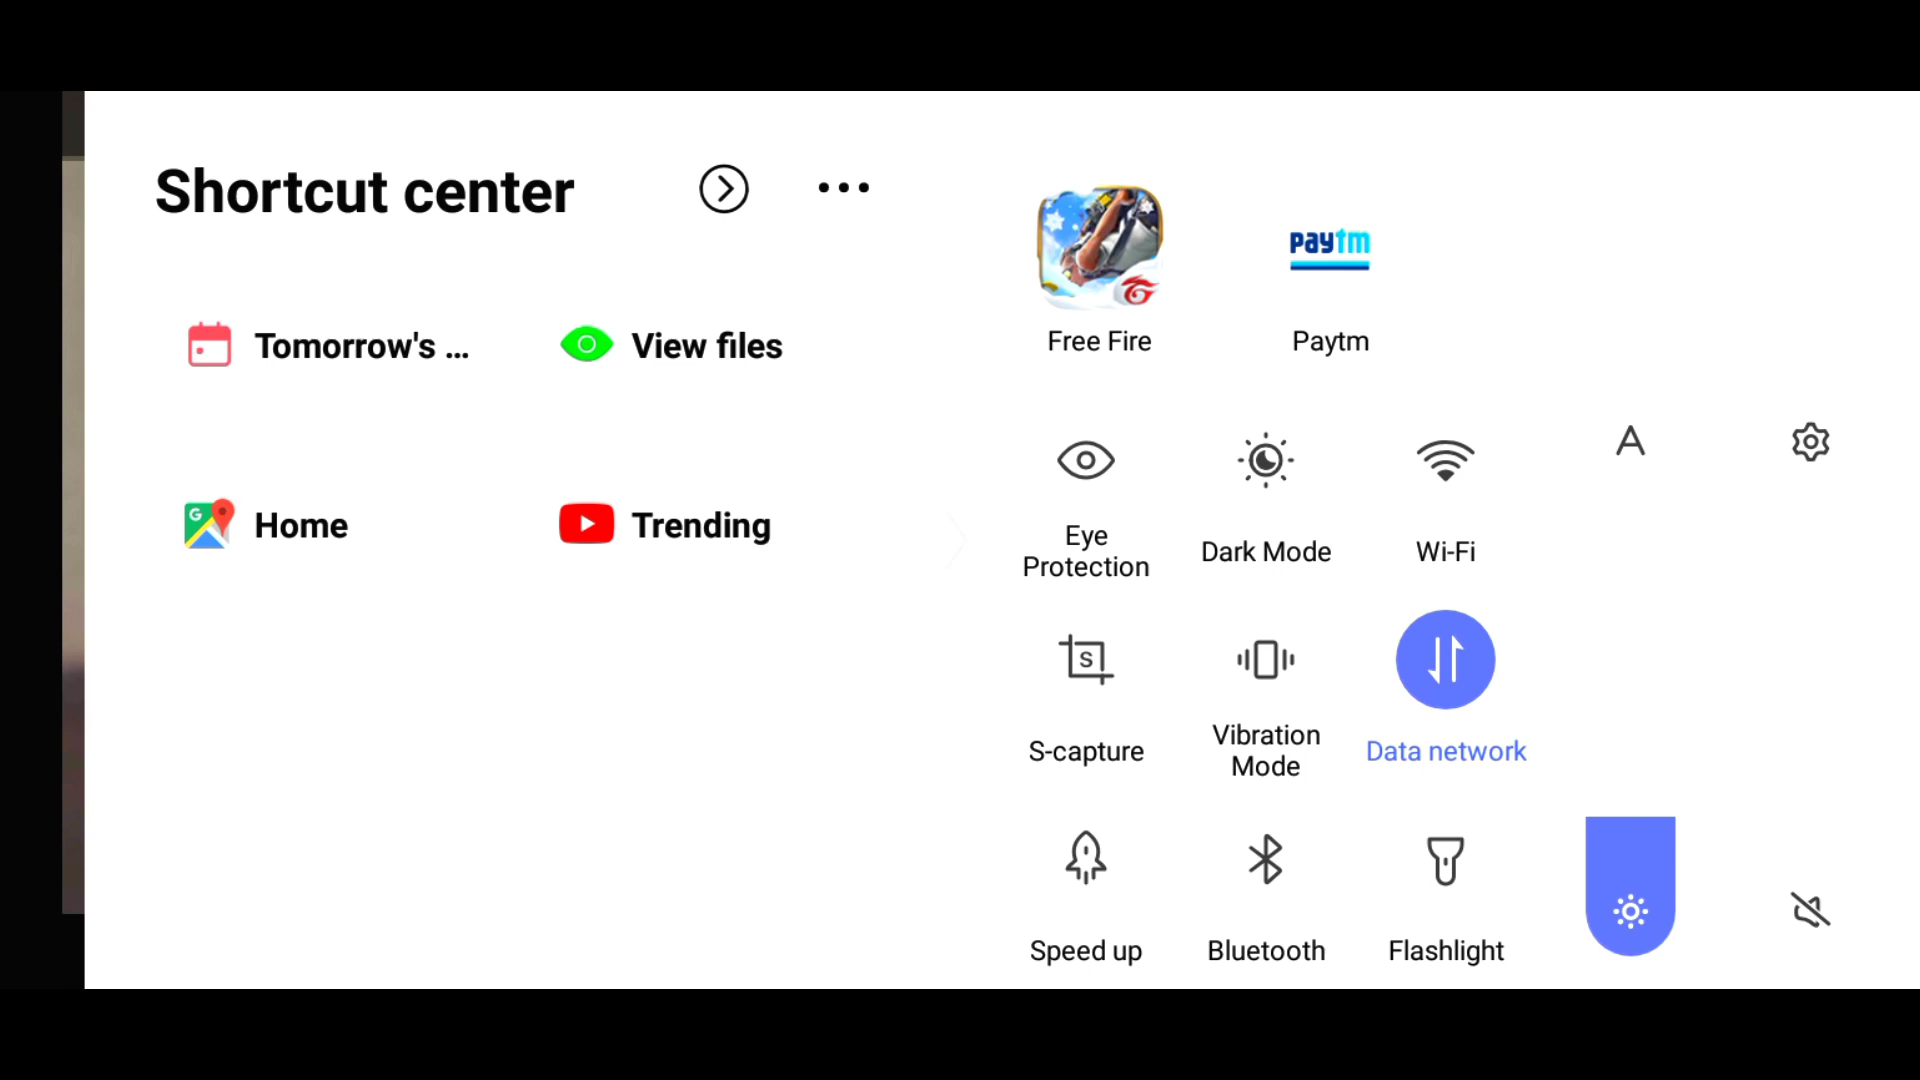 Shortcut center
Tomorrow's ...
View files
Home
Trending
paytm
Free Fire
Paytm
A
Eye
Protection
Dark Mode
Wi-Fi
S
S-capture
Vibration
Mode
Data network
Speed up
Bluetooth
Flashlight